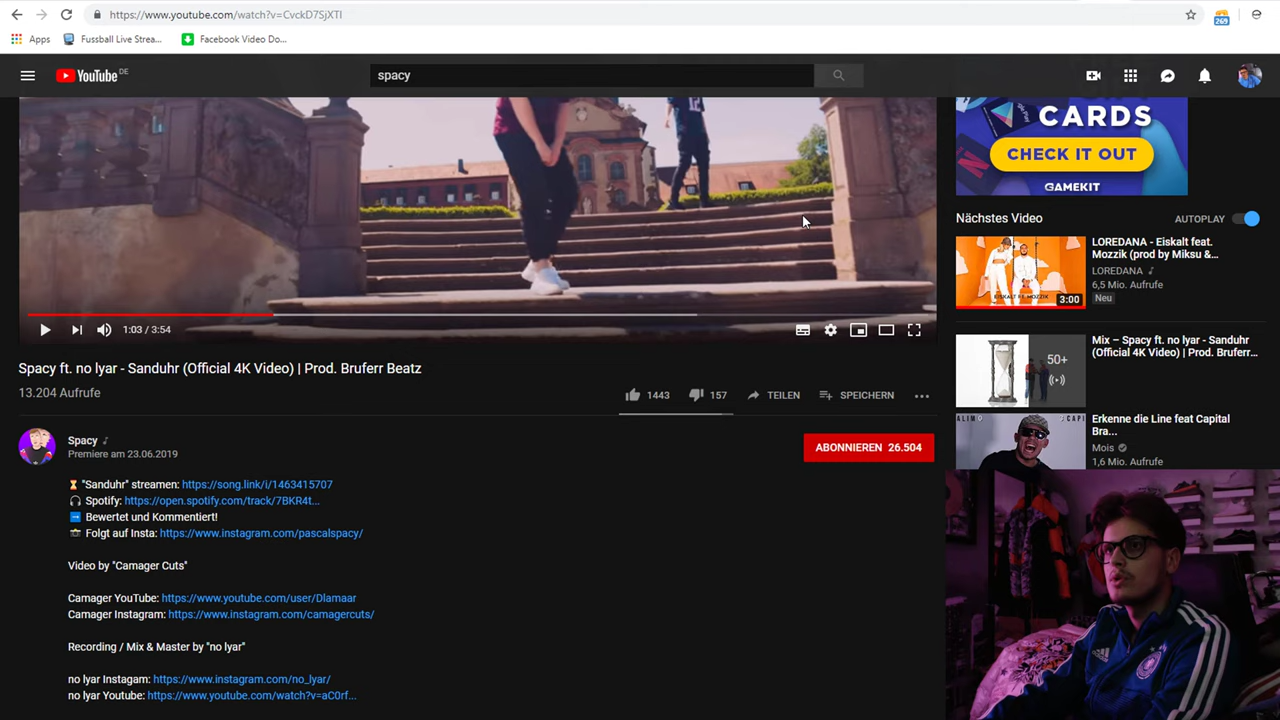 https://www.youtube.com/watch?v=CvckD7SjXTI
269
Apps
Fussball Live Strea...
Facebook Video Do...
YouTube DE
spacy
CARDS
CHECK IT OUT
GAMEKIT
12
1:03 / 3:54
Nächstes Video
AUTOPLAY
LOREDANA - Eiskalt feat.
Mozzik (prod by Miksu &...
LOREDANA
6,5 Mio. Aufrufe
Neu
EISKALT FT. MOZZIK
3:00
Spacy ft. no lyar - Sanduhr (Official 4K Video) | Prod. Bruferr Beatz
13.204 Aufrufe
1443
157
TEILEN
SPEICHERN
Mix – Spacy ft. no lyar - Sanduhr
(Official 4K Video) | Prod. Bruferr...
50+
Erkenne die Line feat Capital
Bra...
Mois
1,6 Mio. Aufrufe
Spacy
Premiere am 23.06.2019
ABONNIEREN 26.504
"Sanduhr" streamen: https://song.link/i/1463415707
Spotify: https://open.spotify.com/track/7BKR4t...
Bewertet und Kommentiert!
Folgt auf Insta: https://www.instagram.com/pascalspacy/
Video by "Camager Cuts"
Camager YouTube: https://www.youtube.com/user/Dlamaar
Camager Instagram: https://www.instagram.com/camagercuts/
Recording / Mix & Master by "no lyar"
no lyar Instagam: https://www.instagram.com/no_lyar/
no lyar Youtube: https://www.youtube.com/watch?v=aC0rf...